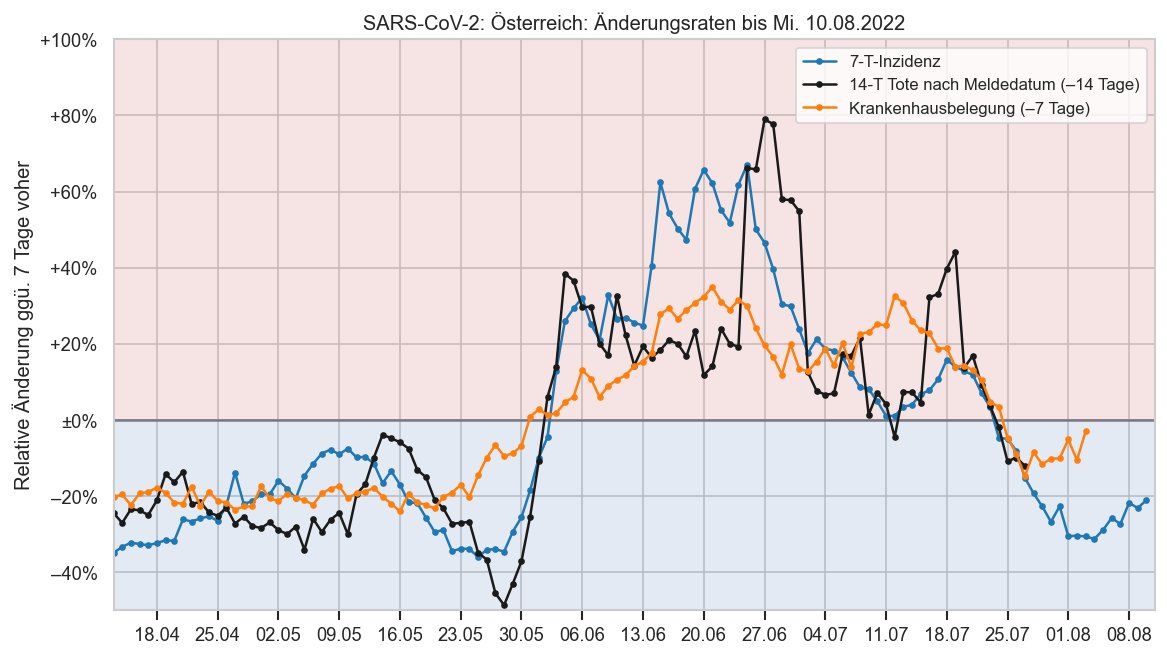 SARS-CoV-2: Österreich: Änderungsraten bis Mi. 10.08.2022
Relative Änderung ggü. 7 Tage voher
+100%
+80%
+60%
+40%
+20%
±0%
–20%
–40%
7-T-Inzidenz
14-T Tote nach Meldedatum (–14 Tage)
Krankenhausbelegung (–7 Tage)
18.04 25.04 02.05 09.05 16.05 23.05 30.05 06.06 13.06 20.06 27.06 04.07 11.07 18.07 25.07 01.08 08.08